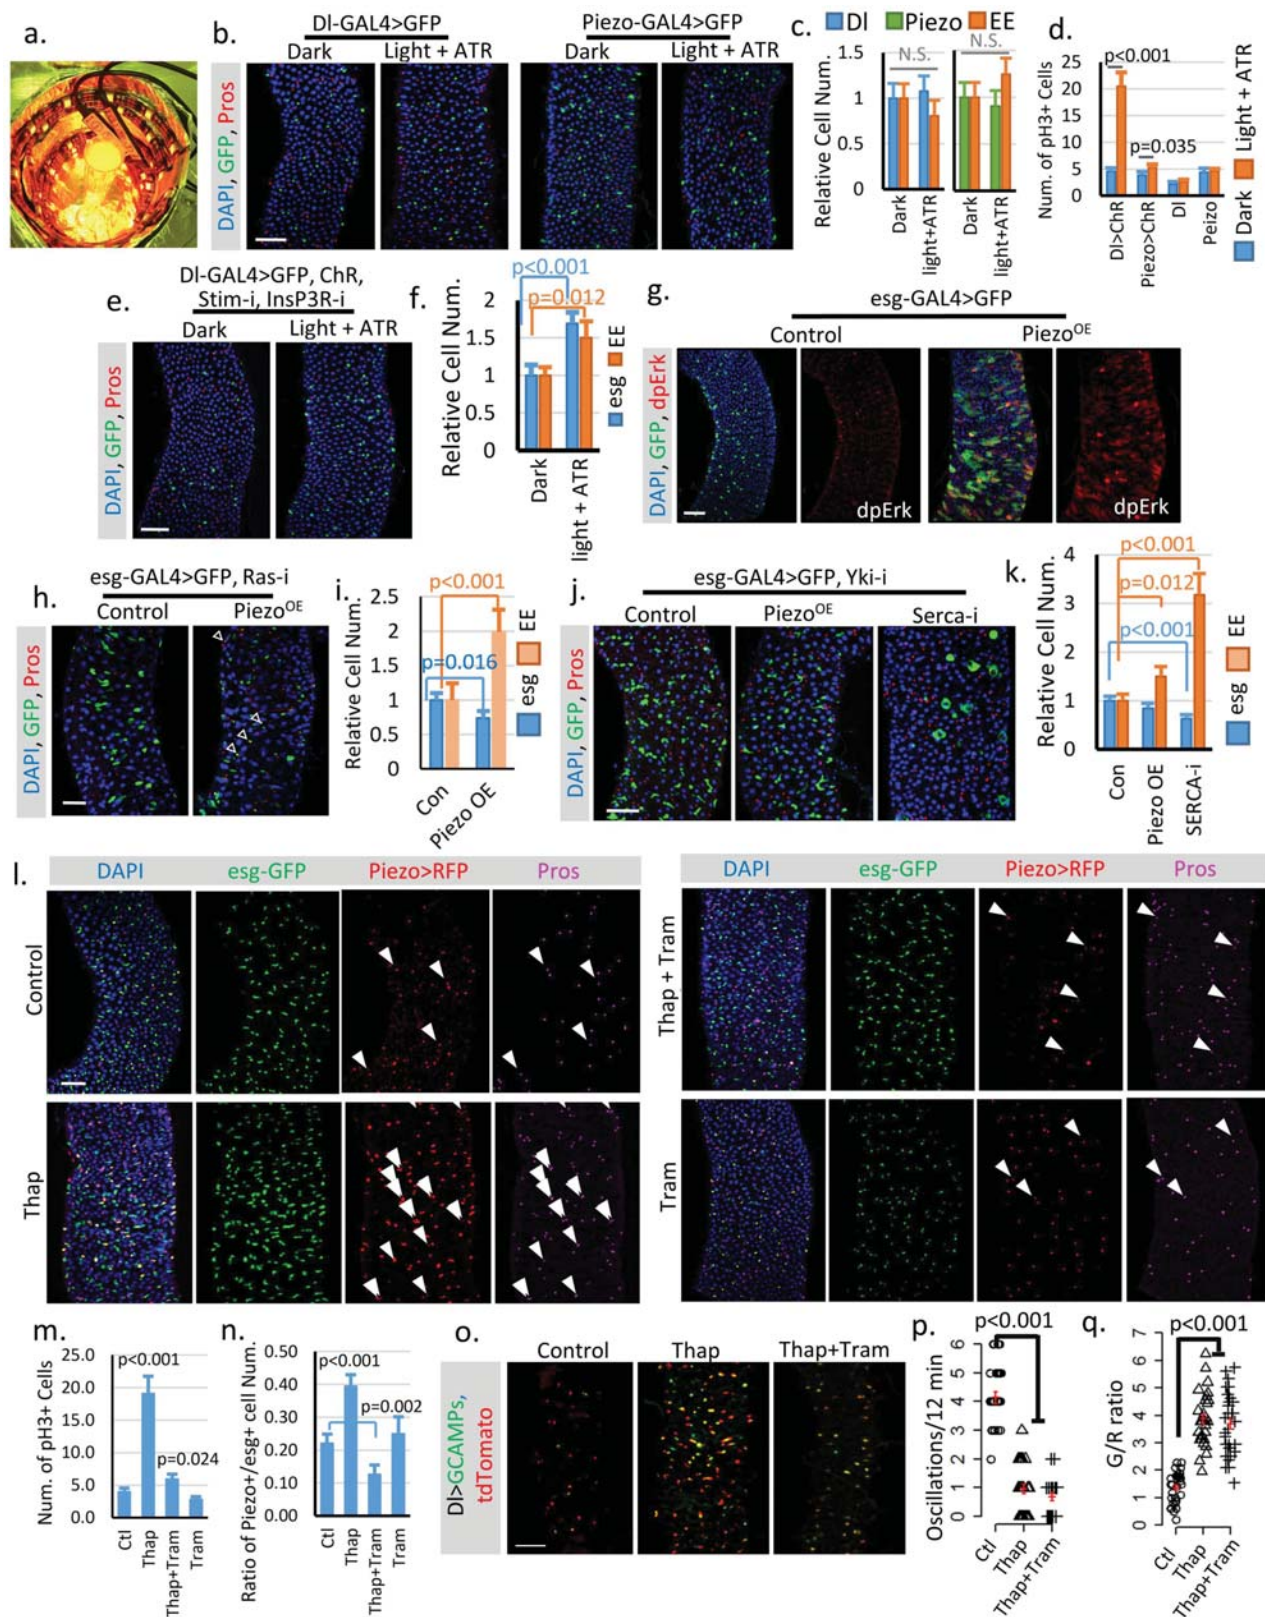 a.
b.
Dl-GAL4>GFP
Piezo-GAL4>GFP
Dark
Light + ATR
Dark
Light + ATR
DAPI, GFP, Pros
c.
Dl
Piezo
EE
Relative Cell Num.
1.5
1
0.5
0
N.S.
N.S.
Dark
light+ATR
Dark
light+ATR
d.
Num. of pH3+ Cells
25
20
15
10
5
0
p<0.001
p=0.035
Dl>ChR
Piezo>ChR
Dl
Peizo
Dark
Light + ATR
e.
Dl-GAL4>GFP, ChR,
Stim-i, InsP3R-i
Dark
Light + ATR
DAPI, GFP, Pros
f.
Relative Cell Num.
2
1.5
1
0.5
0
p<0.001
p=0.012
Dark
light + ATR
esg
EE
g.
esg-GAL4>GFP
Control
Piezo^OE
DAPI, GFP, dpErk
dpErk
dpErk
h.
esg-GAL4>GFP, Ras-i
Control
Piezo^OE
DAPI, GFP, Pros
i.
Relative Cell Num.
2.5
2
1.5
1
0.5
0
p<0.001
p=0.016
Con
Piezo OE
esg
EE
j.
esg-GAL4>GFP, Yki-i
Control
Piezo^OE
Serca-i
DAPI, GFP, Pros
k.
Relative Cell Num.
4
3
2
1
0
p<0.001
p=0.012
p<0.001
Con
Piezo OE
SERCA-i
esg
EE
l.
DAPI
esg-GFP
Piezo>RFP
Pros
Control
Thap
DAPI
esg-GFP
Piezo>RFP
Pros
Thap + Tram
Tram
m.
Num. of pH3+ Cells
25.0
20.0
15.0
10.0
5.0
0.0
p<0.001
p=0.024
Ctl
Thap
Thap+Tram
Tram
n.
Ratio of Piezo+/esg+ cell Num.
0.50
0.40
0.30
0.20
0.10
0.00
p<0.001
p=0.002
Ctl
Thap
Thap+Tram
Tram
o.
Control
Thap
Thap+Tram
Dl>GCAMPs,
tdTomato
p.
p<0.001
Oscillations/12 min
6
5
4
3
2
1
0
Ctl
Thap
Thap+Tram
q.
p<0.001
G/R ratio
7
6
5
4
3
2
1
0
Ctl
Thap
Thap+Tram